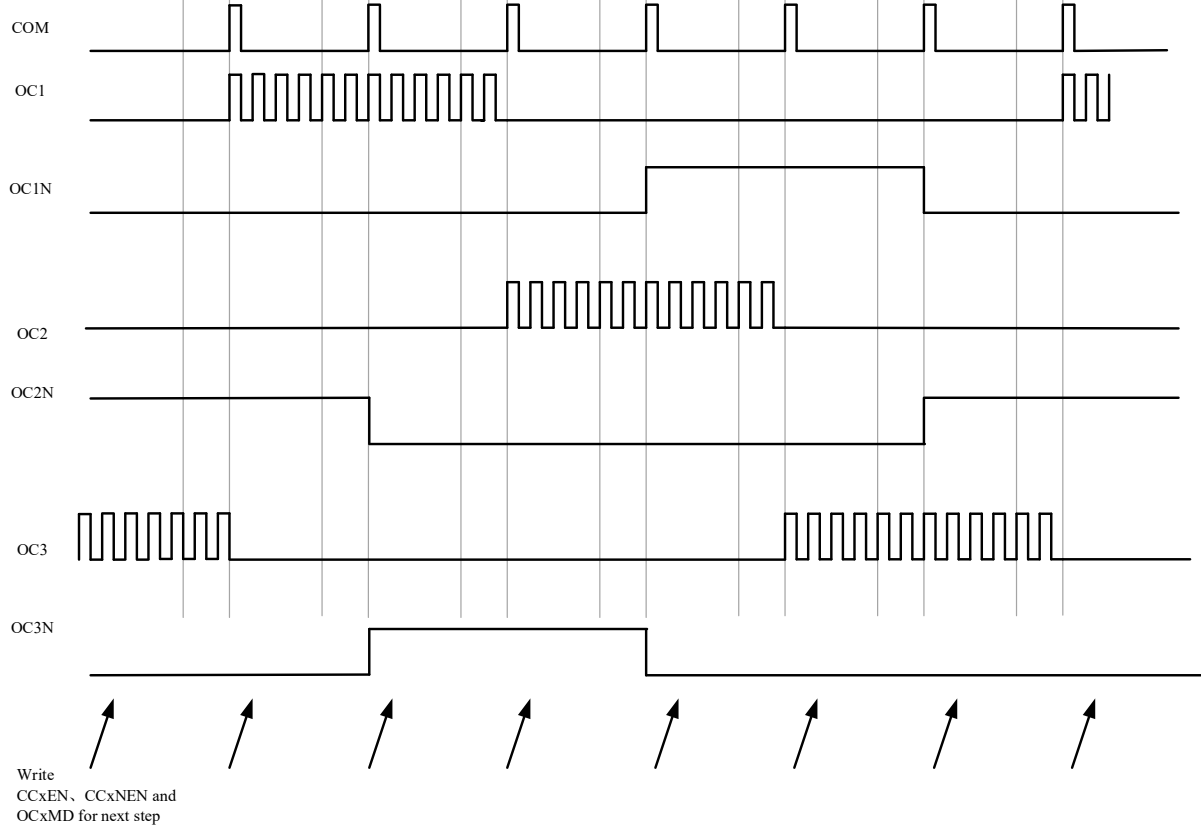 COM
OC1
OC1N
OC2
OC2N
OC3
OC3N
Write
CCxEN、CCxNEN and
OCxMD for next step